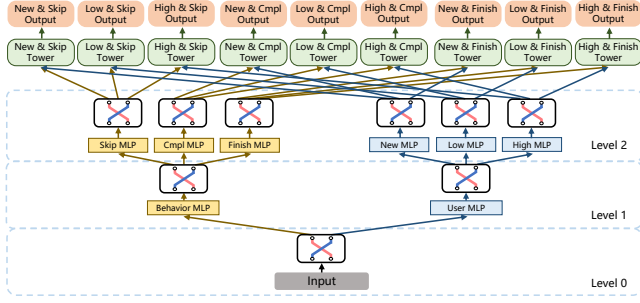 New & Skip Output
Low & Skip Output
High & Skip Output
New & Cmpl Output
Low & Cmpl Output
High & Cmpl Output
New & Finish Output
Low & Finish Output
High & Finish Output
New & Skip Tower
Low & Skip Tower
High & Skip Tower
New & Cmpl Tower
Low & Cmpl Tower
High & Cmpl Tower
New & Finish Tower
Low & Finish Tower
High & Finish Tower
Skip MLP
Cmpl MLP
Finish MLP
New MLP
Low MLP
High MLP
Level 2
Behavior MLP
User MLP
Level 1
Input
Level 0